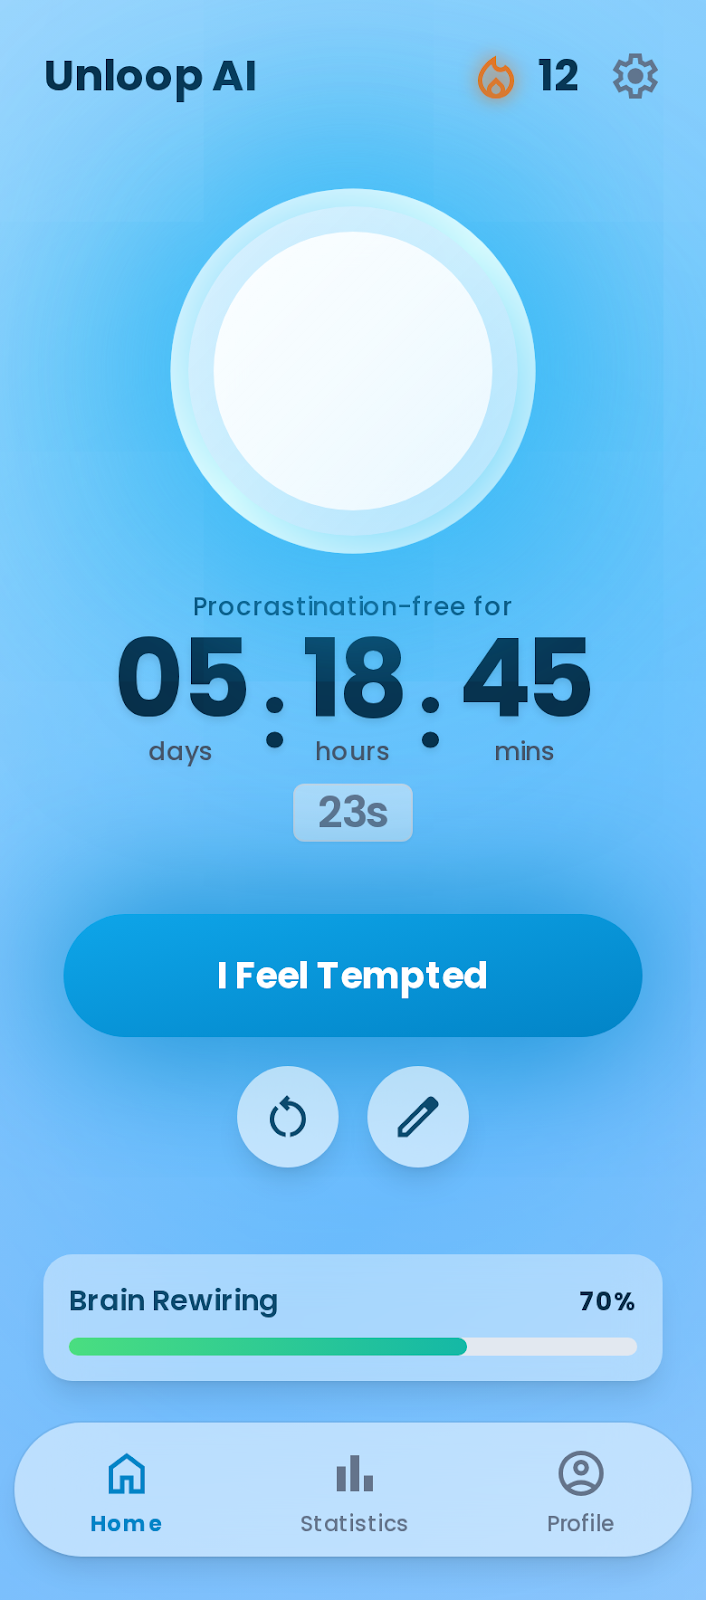 Unloop AI 12
Procrastination-free for
05 : 18 : 45
days hours mins
23s
I Feel Tempted
Brain Rewiring 70%
Home Statistics Profile